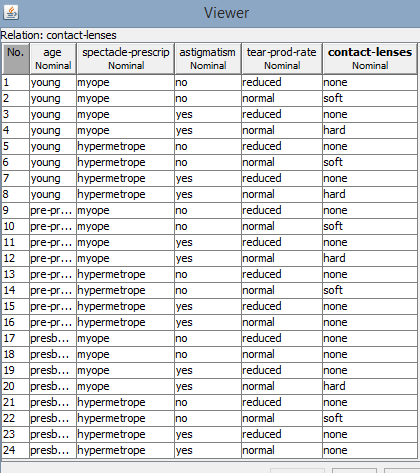 Viewer
Relation: contact-lenses
No. age spectacle-prescrip astigmatism tear-prod-rate contact-lenses
Nominal Nominal Nominal Nominal Nominal
1 young myope no reduced none
2 young myope no normal soft
3 young myope yes reduced none
4 young myope yes normal hard
5 young hypermetrope no reduced none
6 young hypermetrope no normal soft
7 young hypermetrope yes reduced none
8 young hypermetrope yes normal hard
9 pre-pr... myope no reduced none
10 pre-pr... myope no normal soft
11 pre-pr... myope yes reduced none
12 pre-pr... myope yes normal hard
13 pre-pr... hypermetrope no reduced none
14 pre-pr... hypermetrope no normal soft
15 pre-pr... hypermetrope yes reduced none
16 pre-pr... hypermetrope yes normal none
17 presb... myope no reduced none
18 presb... myope no normal none
19 presb... myope yes reduced none
20 presb... myope yes normal hard
21 presb... hypermetrope no reduced none
22 presb... hypermetrope no normal soft
23 presb... hypermetrope yes reduced none
24 presb... hypermetrope yes normal none